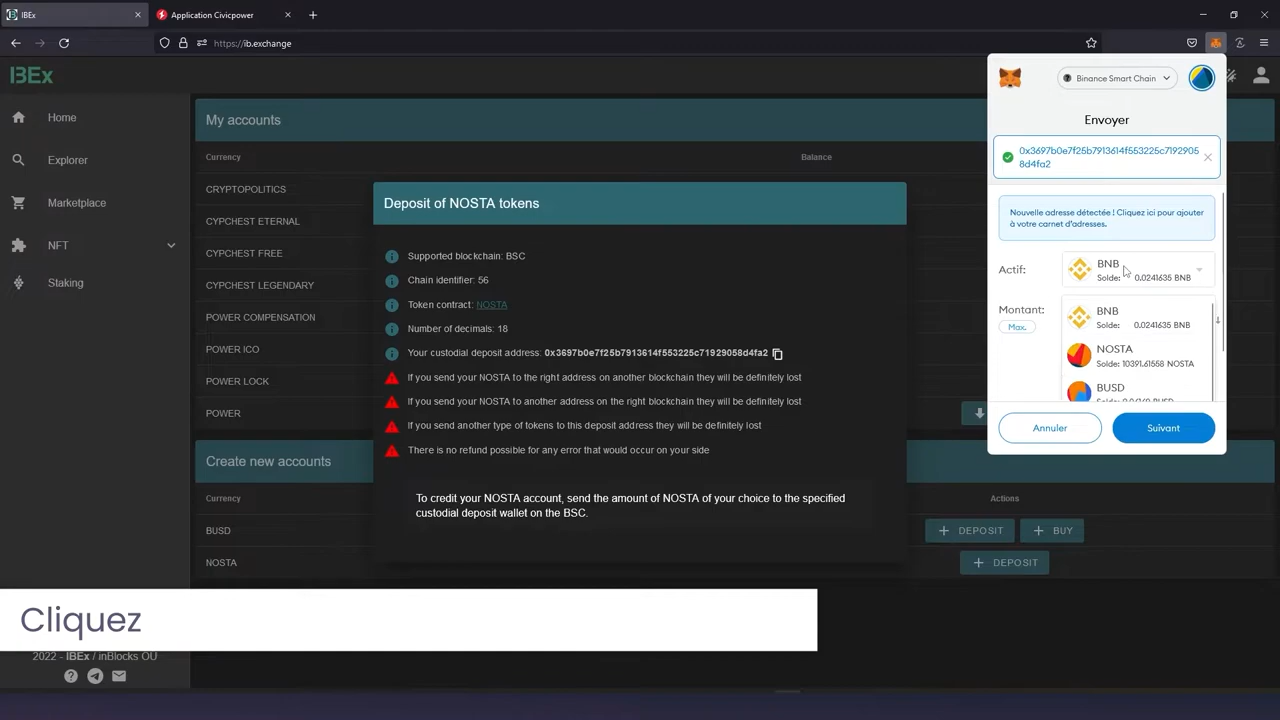 IBEx
Application Civicpower
https://ib.exchange
IBEx
Home
Explorer
Marketplace
NFT
Staking
2022 - IBEx / inBlocks OÜ
My accounts
Currency
Balance
CRYPTOPOLITICS
CYPCHEST ETERNAL
CYPCHEST FREE
CYPCHEST LEGENDARY
POWER COMPENSATION
POWER ICO
POWER LOCK
POWER
Create new accounts
Currency
Actions
BUSD
DEPOSIT
BUY
NOSTA
DEPOSIT
Deposit of NOSTA tokens
Supported blockchain: BSC
Chain identifier: 56
Token contract: NOSTA
Number of decimals: 18
Your custodial deposit address: 0x3697b0e7f25b7913614f553225c71929058d4fa2
If you send your NOSTA to the right address on another blockchain they will be definitely lost
If you send your NOSTA to another address on the right blockchain they will be definitely lost
If you send another type of tokens to this deposit address they will be definitely lost
There is no refund possible for any error that would occur on your side
To credit your NOSTA account, send the amount of NOSTA of your choice to the specified
custodial deposit wallet on the BSC.
Binance Smart Chain
Envoyer
0x3697b0e7f25b7913614f553225c7192905
8d4fa2
Nouvelle adresse détectée ! Cliquez ici pour ajouter
à votre carnet d'adresses.
Actif:
BNB
Solde: 0.0241635 BNB
Montant:
Max.
BNB
Solde: 0.0241635 BNB
NOSTA
Solde: 10391.61558 NOSTA
BUSD
Annuler
Suivant
Cliquez